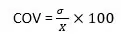 COV = σ/X × 100